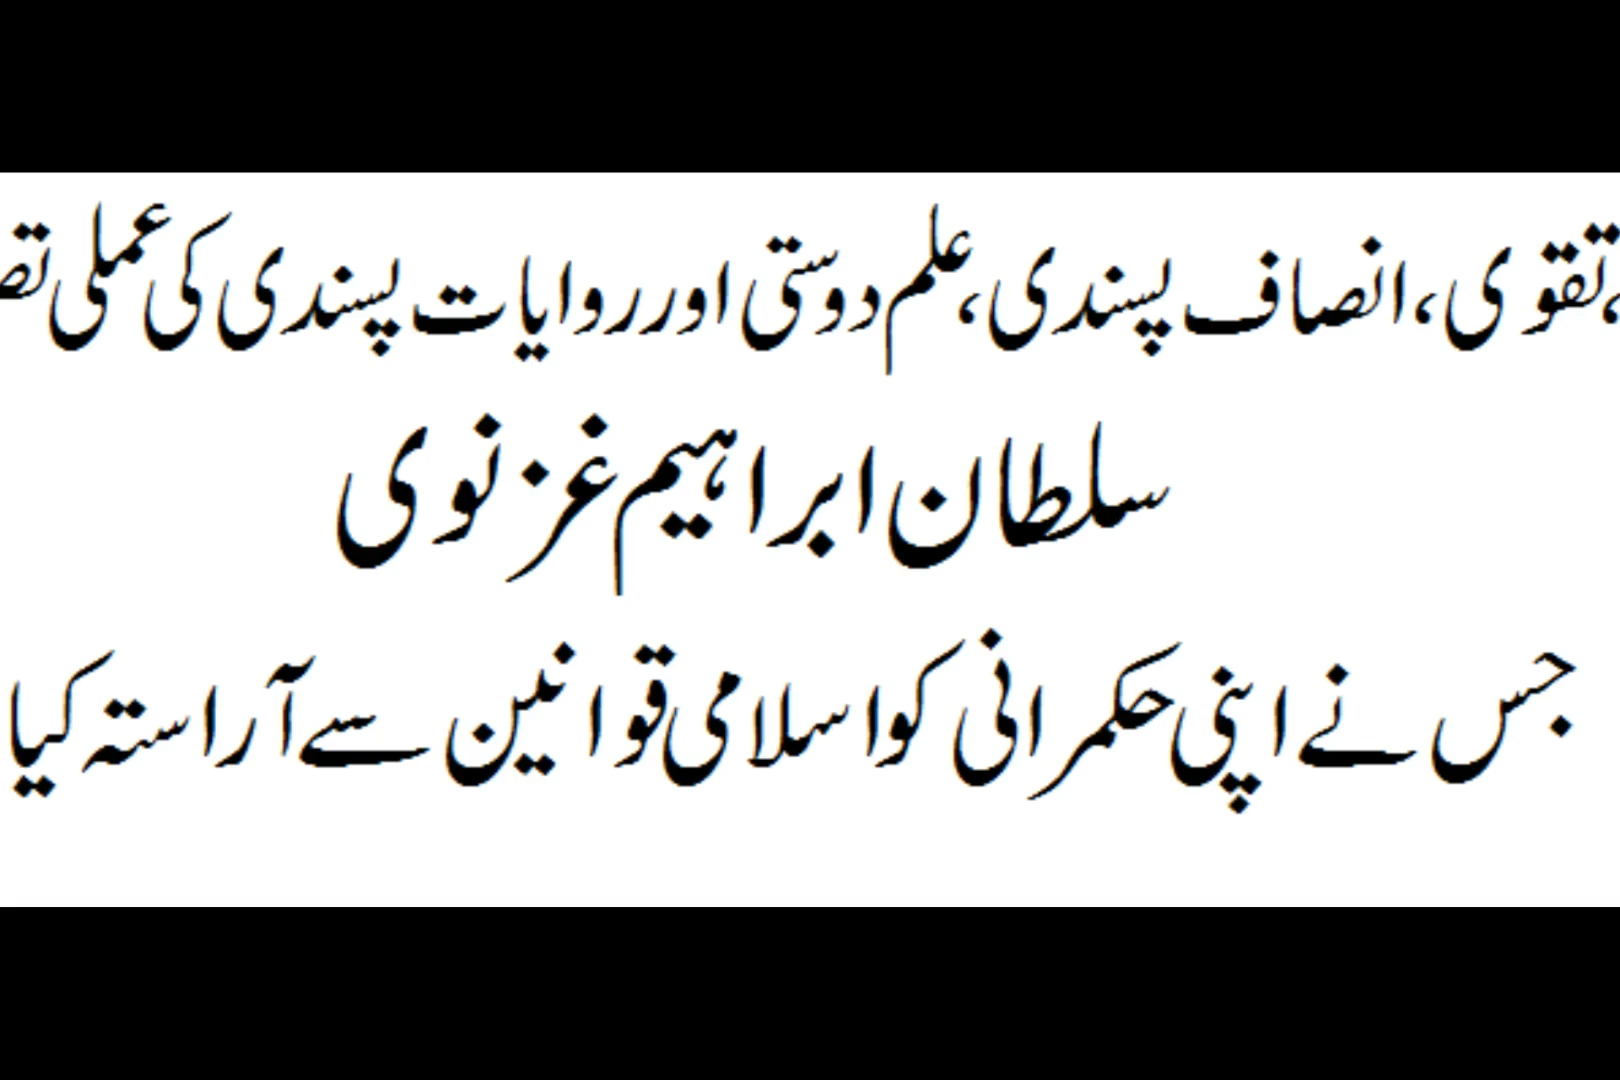 ،تقوی، انصاف پسندی، علم دوستی اور روایات پسندی کی عملی
سلطان ابراہیم غزنوی
جس نے اپنی حکمرانی کو اسلامی قوانین سے آراستہ کیا